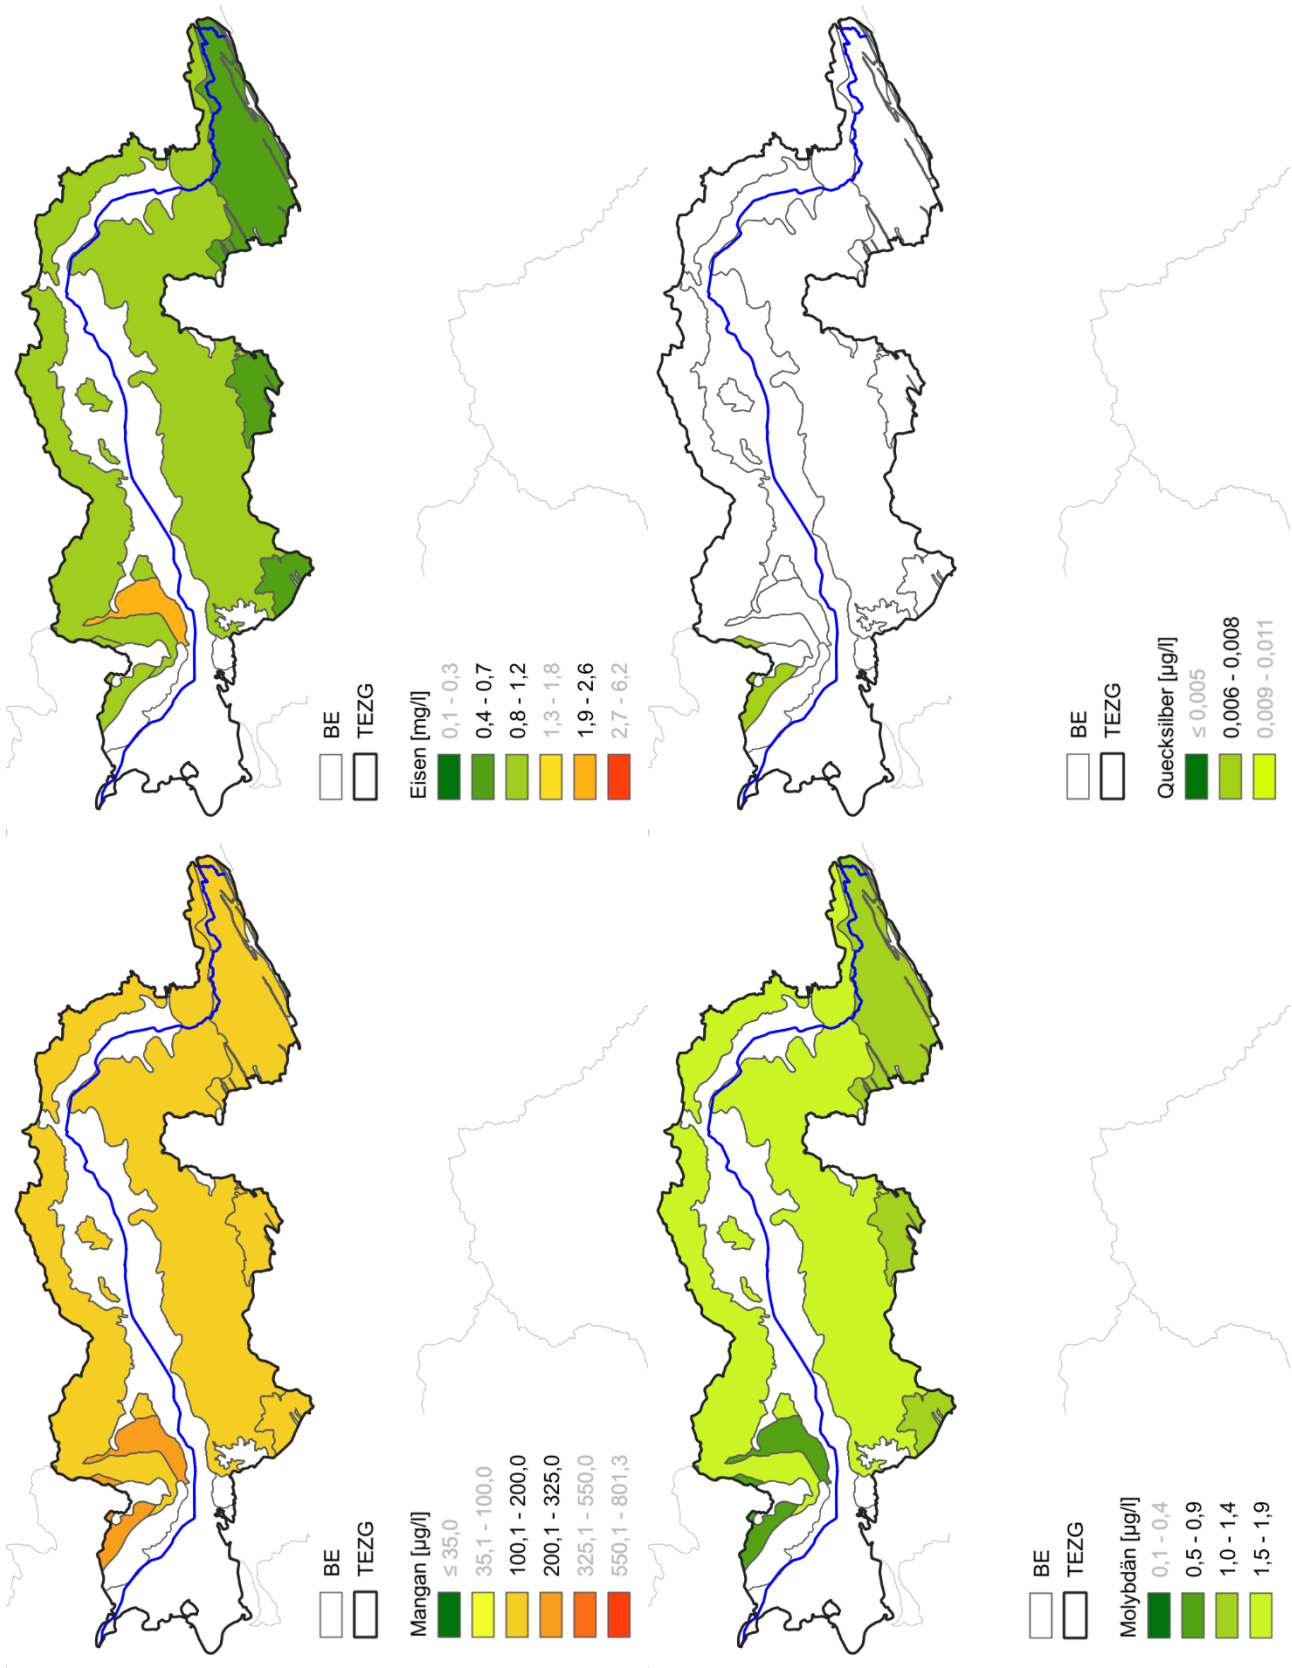 BE
TEZG
Mangan [µg/l]
≤ 35,0
35,1 - 100,0
100,1 - 200,0
200,1 - 325,0
325,1 - 550,0
550,1 - 801,3
BE
TEZG
Eisen [mg/l]
0,1 - 0,3
0,4 - 0,7
0,8 - 1,2
1,3 - 1,8
1,9 - 2,6
2,7 - 6,2
BE
TEZG
Molybdän [µg/l]
0,1 - 0,4
0,5 - 0,9
1,0 - 1,4
1,5 - 1,9
BE
TEZG
Quecksilber [µg/l]
≤ 0,005
0,006 - 0,008
0,009 - 0,011